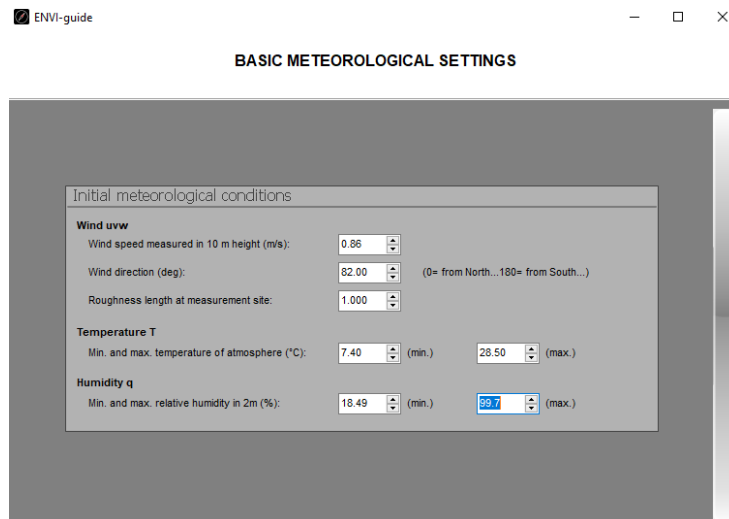 ENVI-guide
BASIC METEOROLOGICAL SETTINGS
Initial meteorological conditions
Wind uvw
Wind speed measured in 10 m height (m/s): 0.86
Wind direction (deg): 82.00 (0= from North...180= from South...)
Roughness length at measurement site: 1.000
Temperature T
Min. and max. temperature of atmosphere (°C): 7.40 (min.) 28.50 (max.)
Humidity q
Min. and max. relative humidity in 2m (%): 18.49 (min.) 99.7 (max.)